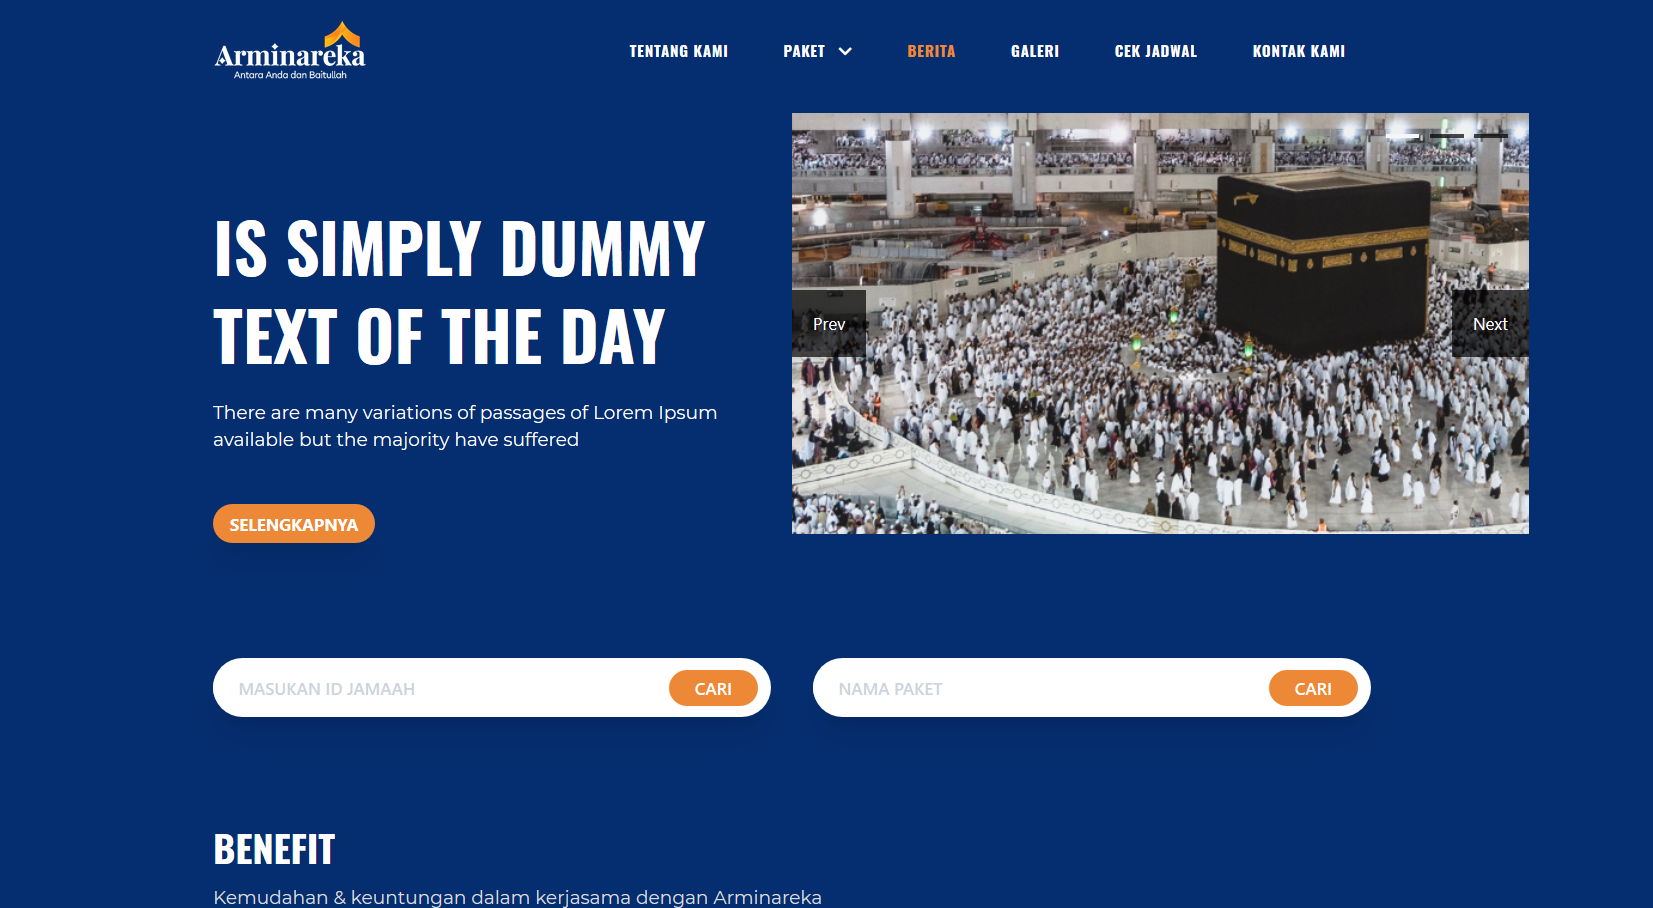 Arminareka
Antara Anda dan Baitullah
TENTANG KAMI
PAKET
BERITA
GALERI
CEK JADWAL
KONTAK KAMI
IS SIMPLY DUMMY
TEXT OF THE DAY
There are many variations of passages of Lorem Ipsum
available but the majority have suffered
SELENGKAPNYA
Prev
Next
MASUKAN ID JAMAAH
CARI
NAMA PAKET
CARI
BENEFIT
Kemudahan & keuntungan dalam kerjasama dengan Arminareka